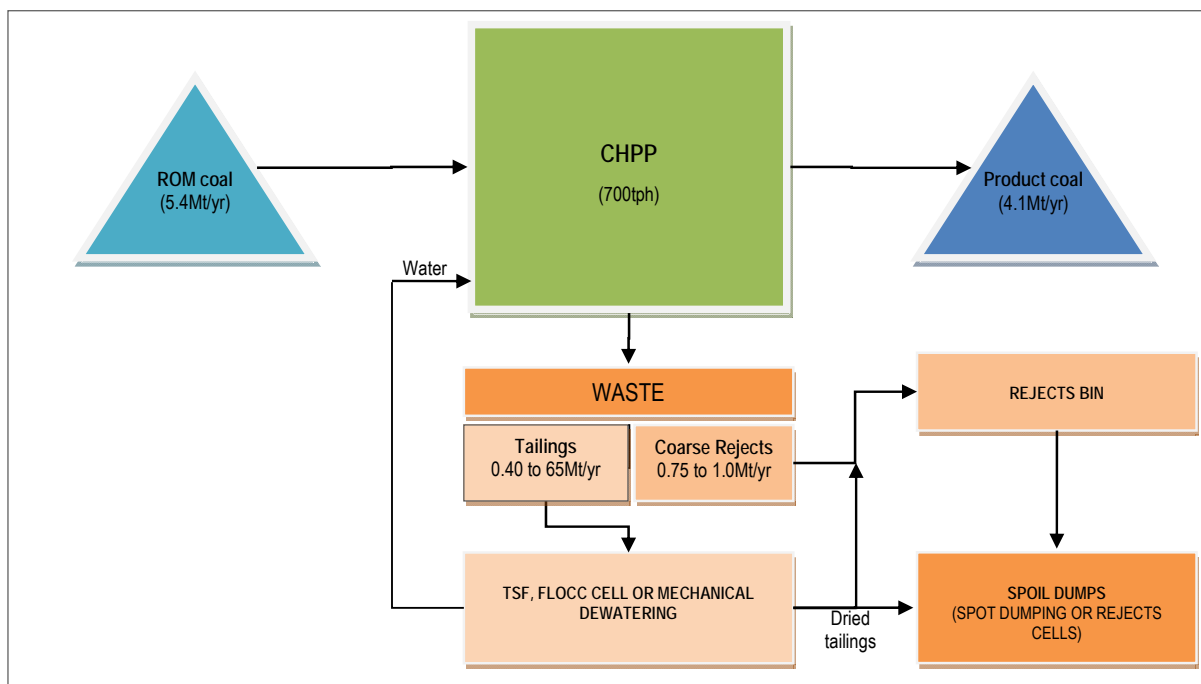 CHPP
(700tph)
ROM coal
(5.4Mt/yr)
Product coal
(4.1Mt/yr)
Water
WASTE
REJECTS BIN
Tailings
0.40 to 65Mt/yr
Coarse Rejects
0.75 to 1.0Mt/yr
TSF, FLOCC CELL OR MECHANICAL
DEWATERING
Dried
tailings
SPOIL DUMPS
(SPOT DUMPING OR REJECTS
CELLS)